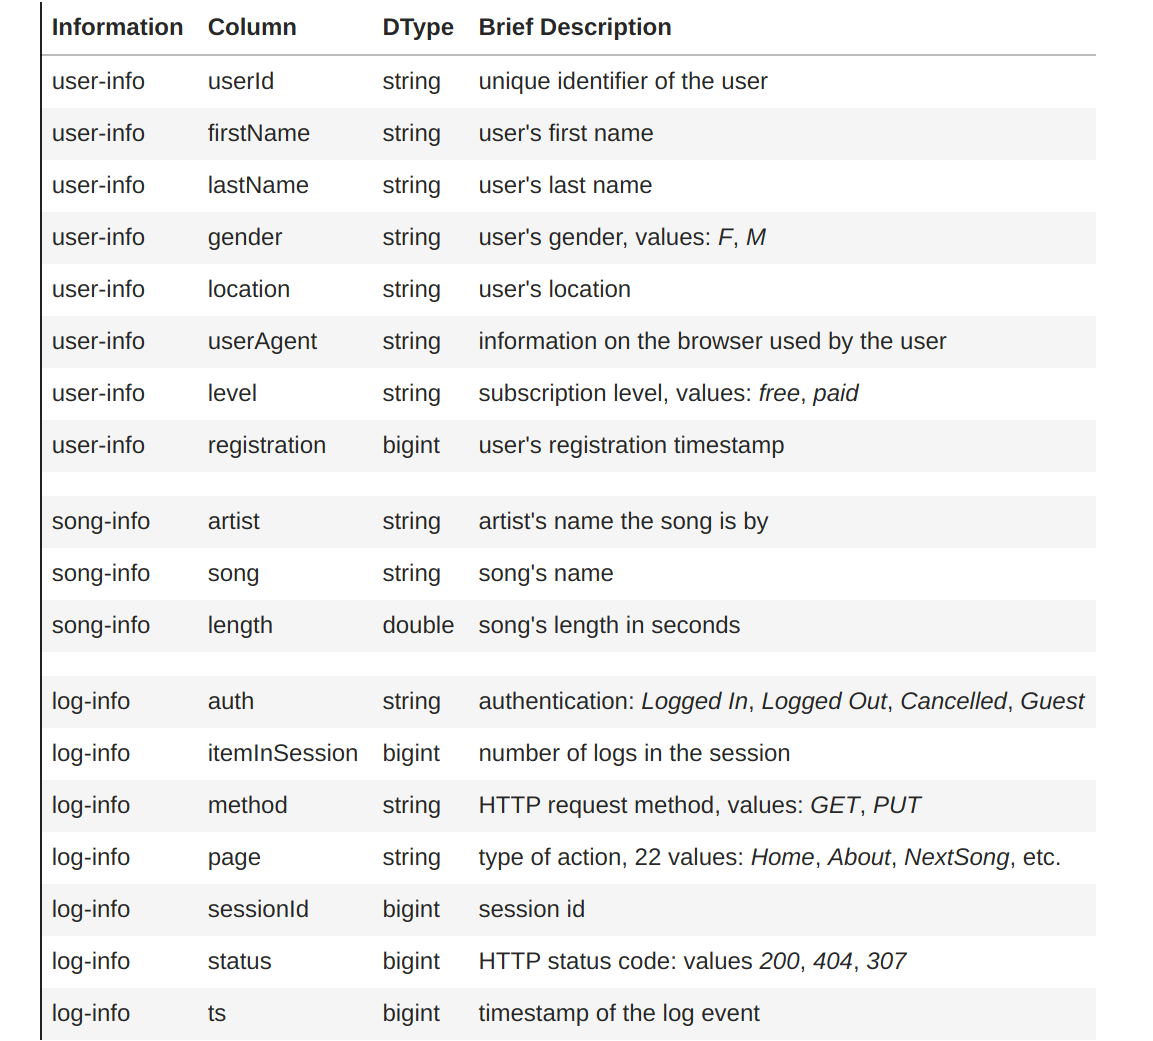 Information Column DType Brief Description
user-info userId string unique identifier of the user
user-info firstName string user's first name
user-info lastName string user's last name
user-info gender string user's gender, values: F, M
user-info location string user's location
user-info userAgent string information on the browser used by the user
user-info level string subscription level, values: free, paid
user-info registration bigint user's registration timestamp
song-info artist string artist's name the song is by
song-info song string song's name
song-info length double song's length in seconds
log-info auth string authentication: Logged In, Logged Out, Cancelled, Guest
log-info itemInSession bigint number of logs in the session
log-info method string HTTP request method, values: GET, PUT
log-info page string type of action, 22 values: Home, About, NextSong, etc.
log-info sessionId bigint session id
log-info status bigint HTTP status code: values 200, 404, 307
log-info ts bigint timestamp of the log event